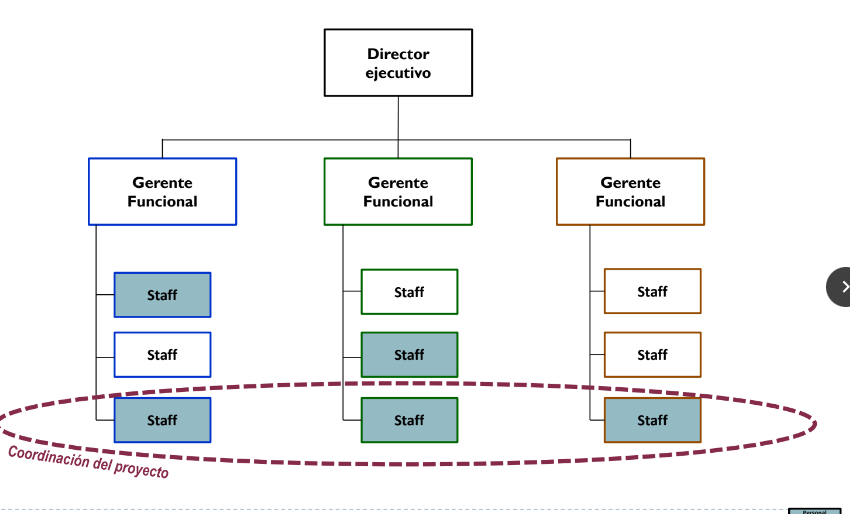 Director
ejecutivo
Gerente
Funcional
Gerente
Funcional
Gerente
Funcional
Staff
Staff
Staff
Staff
Staff
Staff
Staff
Staff
Staff
Coordinación del proyecto
Personal